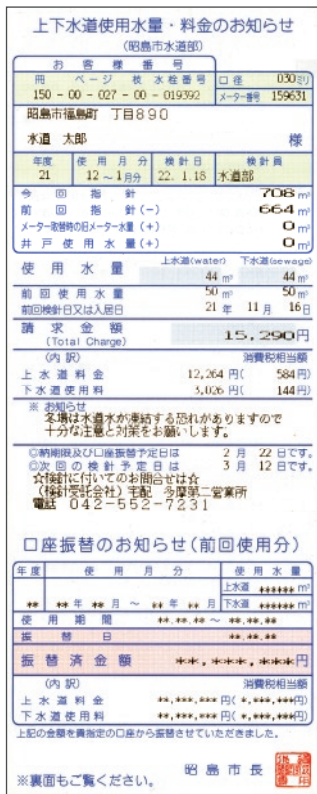 上下水道使用水量・料金のお知らせ
(昭島市水道部)
お客様番号
冊 ページ 枝 水栓番号 口径 030ミリ
150 - 00 - 027 - 00 - 019392 メーター番号 159631
昭島市福島町 丁目890
水道 太郎 様
年度 使用月分 検針日 検針員
21 12～1月分 22. 1.18 水道部
今回指針 708 m³
前回指針(-) 664 m³
メーター取替時の旧メーター水量(+) 0 m³
井戸使用水量(+) 0 m³
上水道(water) 下水道(sewage)
使用水量 44 m³ 44 m³
前回使用水量 50 m³ 50 m³
前回検針日又は入居日 21年 11月 16日
請求金額 15,290円
(Total Charge)
(内訳) 消費税相当額
上水道料金 12,264円( 584円)
下水道使用料 3,026円( 144円)
※ お知らせ
冬場は水道水が凍結する恐れがありますので
十分な注意と対策をお願いします。
◎納期限及び口座振替予定日は 2月 22日です。
◎次回の検針予定日は 3月 12日です。
☆検針に付いてのお問合せは☆
(検針受託会社)宅配 多摩第二営業所
電話 042-552-7231
口座振替のお知らせ(前回使用分)
年度 使用月分 使用水量
上水道 ****** m³
** **年 **月 ～ **年 **月 下水道 ****** m³
使用期間 **.**.** ～ **.**.**
振替日 **.**.**
振替済金額 **,***,***円
(内訳) 消費税相当額
上水道料金 **,***,***円( *,***,***円)
下水道使用料 **,***,***円( *,***,***円)
上記の金額を貴指定の口座から振替させていただきました。
昭島市長
※裏面もご覧ください。